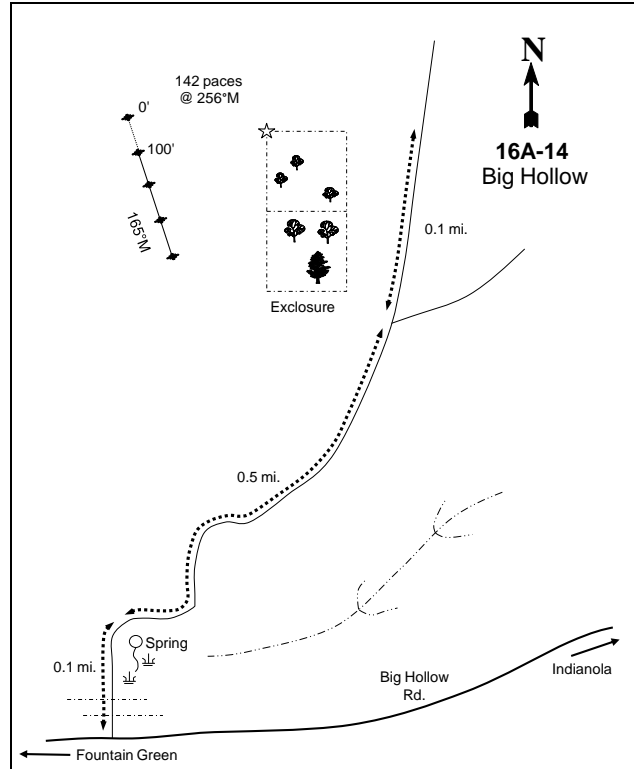 142 paces
@ 256°M
0'
100'
165°M
N
16A-14
Big Hollow
0.1 mi.
Exclosure
0.5 mi.
Spring
0.1 mi.
Big Hollow
Rd.
Indianola
Fountain Green